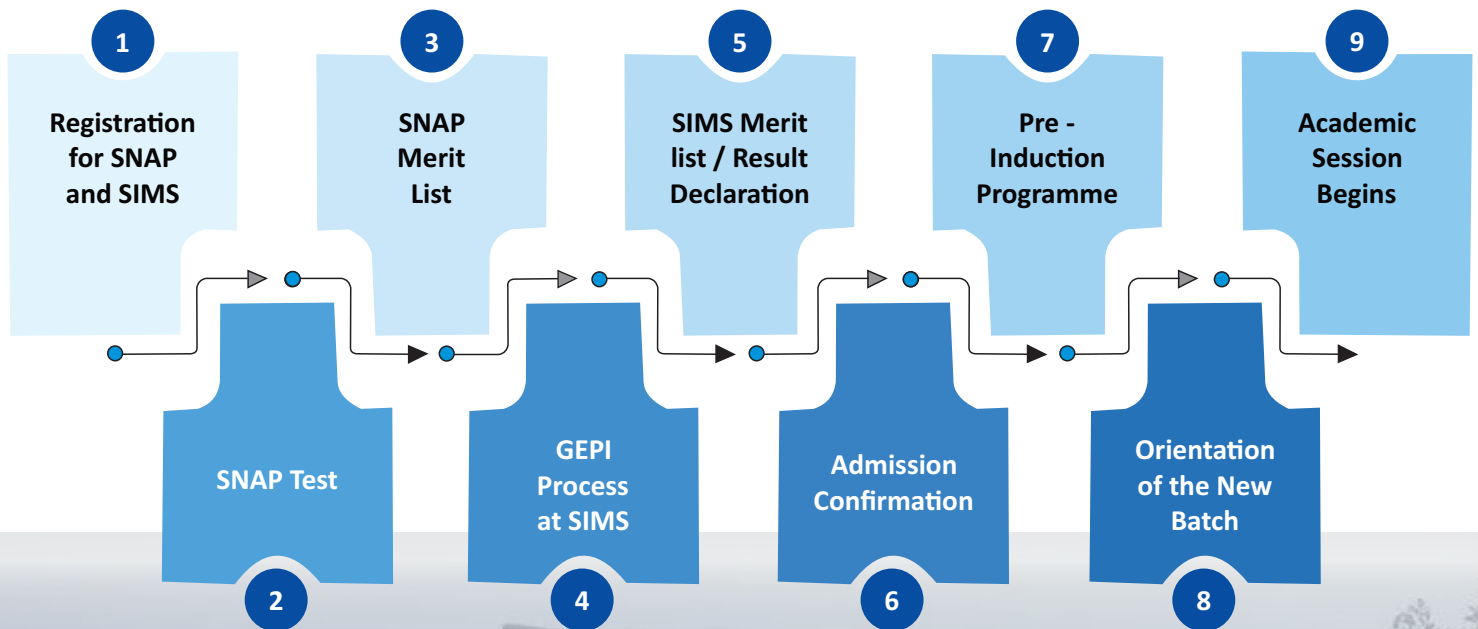 1
Registration
for SNAP
and SIMS
2
SNAP Test
3
SNAP
Merit
List
4
GEPI
Process
at SIMS
5
SIMS Merit
list / Result
Declaration
6
Admission
Confirmation
7
Pre -
Induction
Programme
8
Orientation
of the New
Batch
9
Academic
Session
Begins